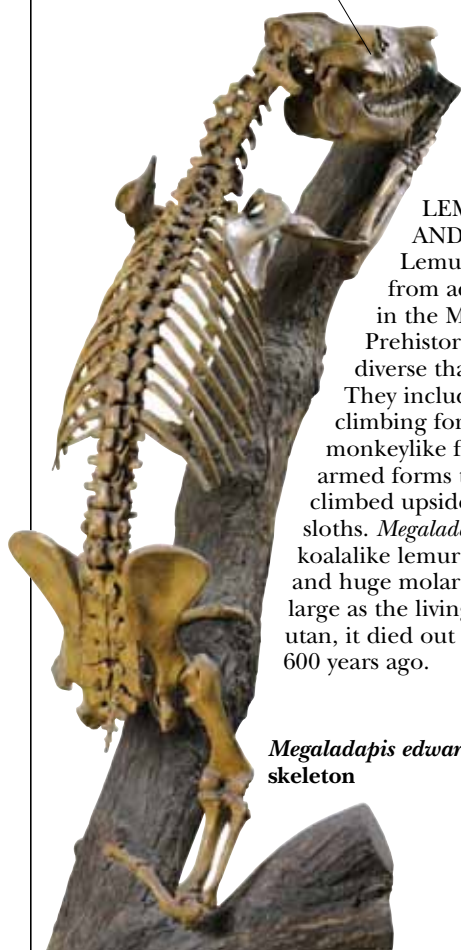 LEM
AND
Lemu
from
in the M
Prehistor
diverse tha
They includ
climbing for
monkeylike f
armed forms t
climbed upside
sloths. Megalada
koalalike lemur
and huge molar
large as the living
utan, it died out
600 years ago.
Megaladapis edwar
skeleton